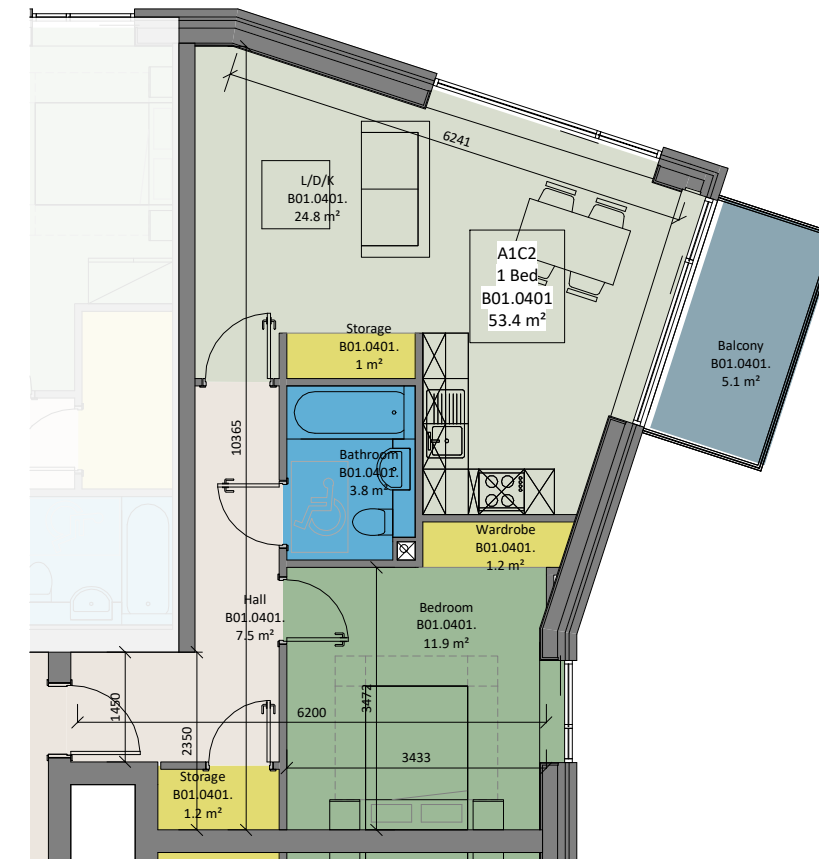 6241
L/D/K
B01.0401.
24.8 m²
A1C2
1 Bed
B01.0401
53.4 m²
Storage
B01.0401.
1 m²
Balcony
B01.0401.
5.1 m²
10365
Bathroom
B01.0401.
3.8 m²
Wardrobe
B01.0401.
1.2 m²
Hall
B01.0401.
7.5 m²
Bedroom
B01.0401.
11.9 m²
1450
2350
3472
6200
3433
Storage
B01.0401.
1.2 m²